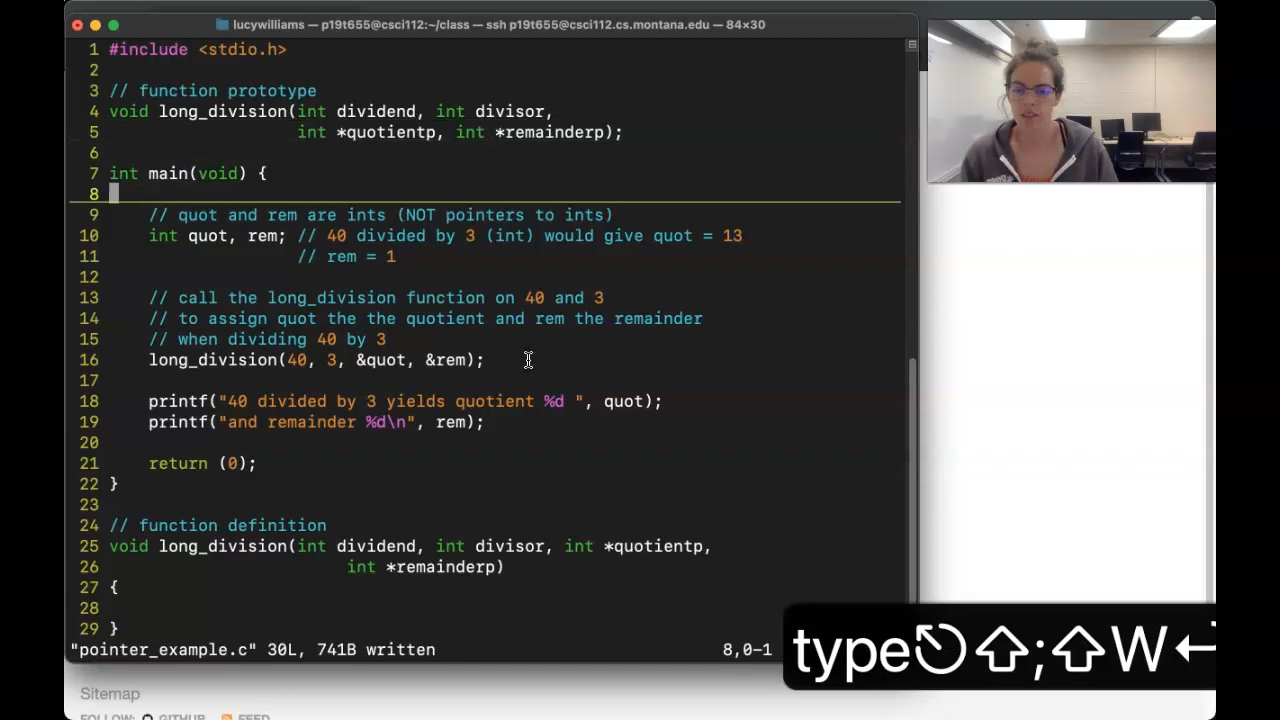 lucywilliams — p19t655@csci112:~/class — ssh p19t655@csci112.cs.montana.edu — 84×30
1 #include <stdio.h>
2
3 // function prototype
4 void long_division(int dividend, int divisor,
5                    int *quotientp, int *remainderp);
6
7 int main(void) {
8
9     // quot and rem are ints (NOT pointers to ints)
10     int quot, rem; // 40 divided by 3 (int) would give quot = 13
11                    // rem = 1
12
13     // call the long_division function on 40 and 3
14     // to assign quot the the quotient and rem the remainder
15     // when dividing 40 by 3
16     long_division(40, 3, &quot, &rem);
17
18     printf("40 divided by 3 yields quotient %d ", quot);
19     printf("and remainder %d\n", rem);
20
21     return (0);
22 }
23
24 // function definition
25 void long_division(int dividend, int divisor, int *quotientp,
26                         int *remainderp)
27 {
28
29 }
"pointer_example.c" 30L, 741B written 8,0-1
type⎋⇧;⇧W↩
Sitemap
FOLLOW: GITHUB FEED